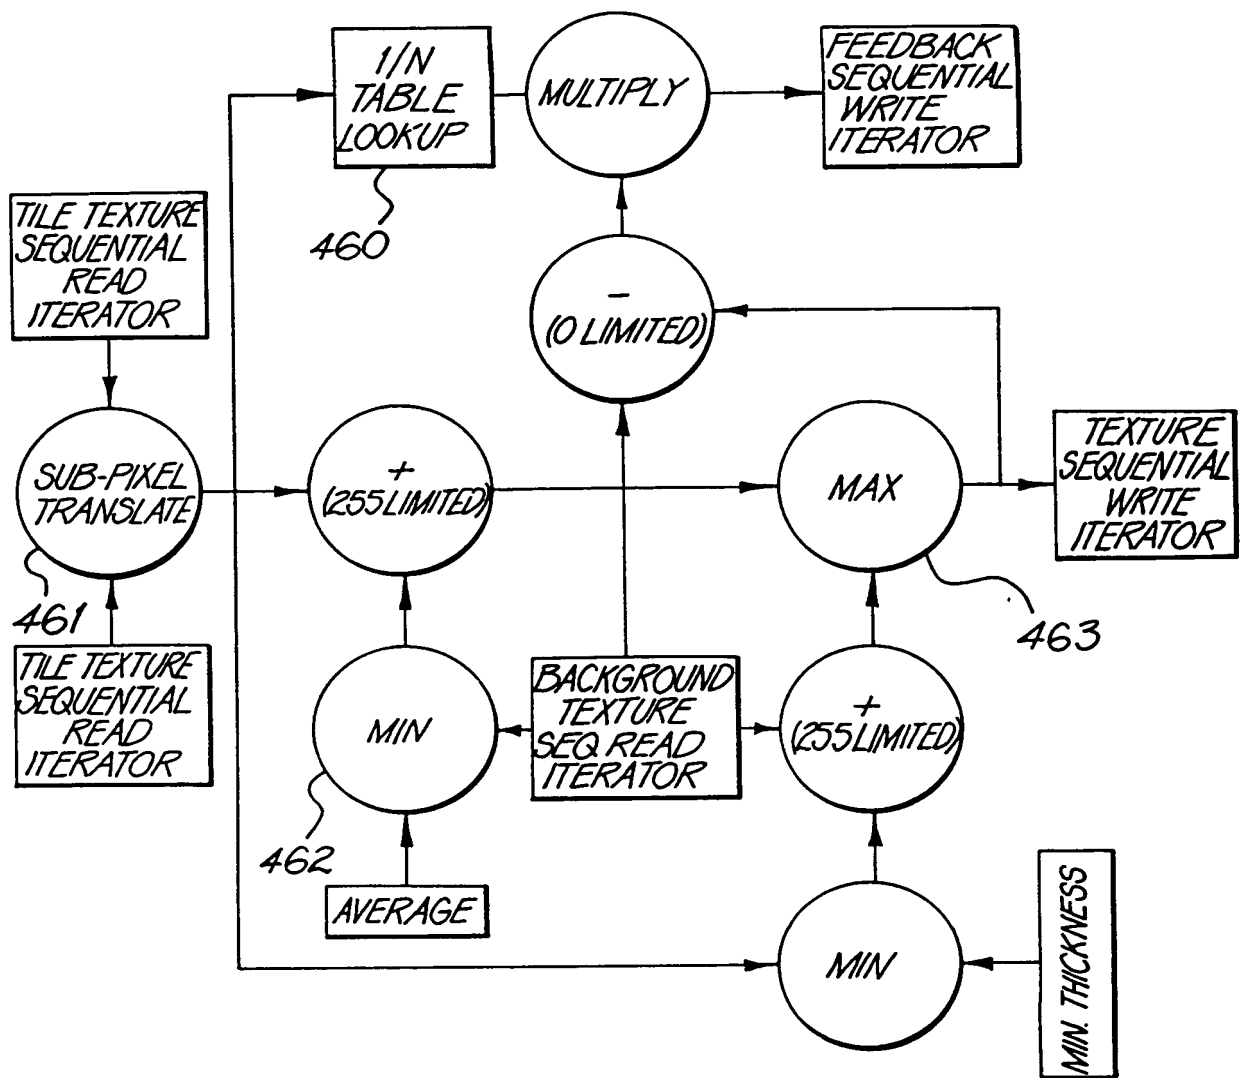 1/N
TABLE
LOOKUP
MULTIPLY
FEEDBACK
SEQUENTIAL
WRITE
ITERATOR
460
TILE TEXTURE
SEQUENTIAL
READ
ITERATOR
-
(0 LIMITED)
SUB-PIXEL
TRANSLATE
461
+
(255 LIMITED)
MAX
463
TEXTURE
SEQUENTIAL
WRITE
ITERATOR
TILE TEXTURE
SEQUENTIAL
READ
ITERATOR
MIN
462
BACKGROUND
TEXTURE
SEQ READ
ITERATOR
+
(255 LIMITED)
AVERAGE
MIN
MIN. THICKNESS